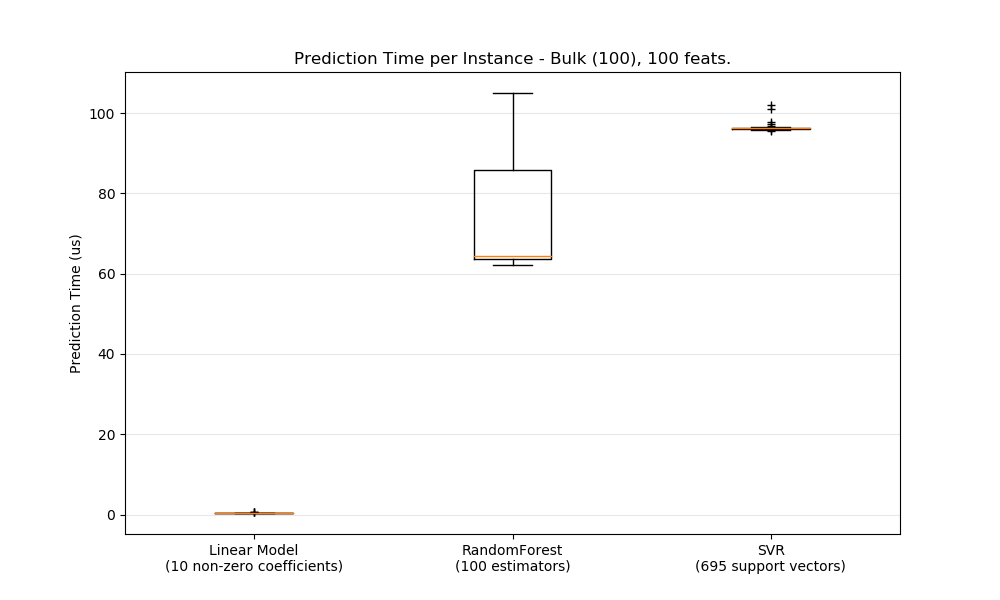 Prediction Time per Instance - Bulk (100), 100 feats.
Prediction Time (us)
100
80
60
40
20
0
Linear Model
(10 non-zero coefficients)
RandomForest
(100 estimators)
SVR
(695 support vectors)